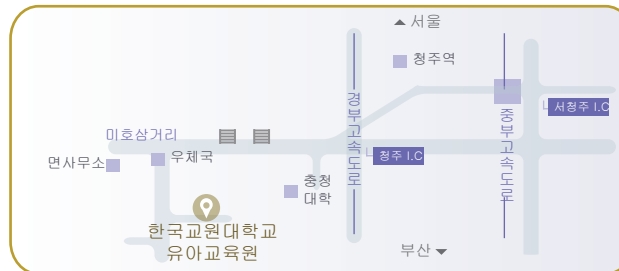 서울
청주역
서청주 I.C
경부고속도로
중부고속도로
미호삼거리
면사무소
우체국
청주 I.C
충청
대학
한국교원대학교
유아교육원
부산